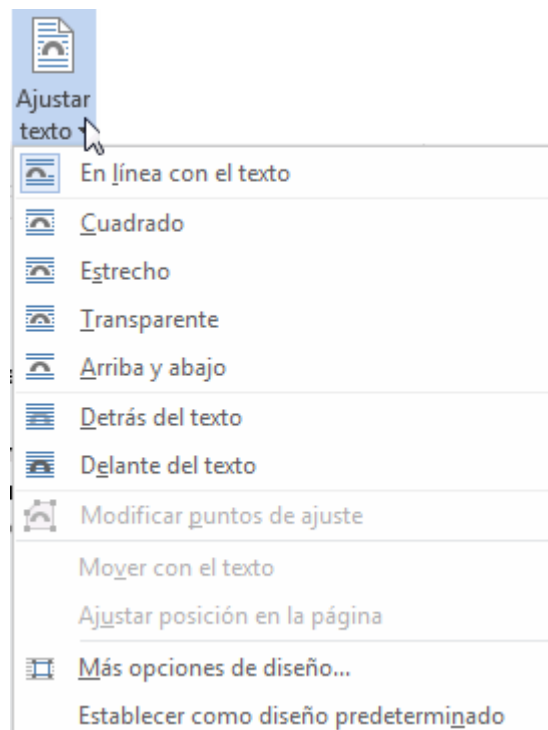 Ajustar
texto
En línea con el texto
Cuadrado
Estrecho
Transparente
Arriba y abajo
Detrás del texto
Delante del texto
Modificar puntos de ajuste
Mover con el texto
Ajustar posición en la página
Más opciones de diseño...
Establecer como diseño predeterminado